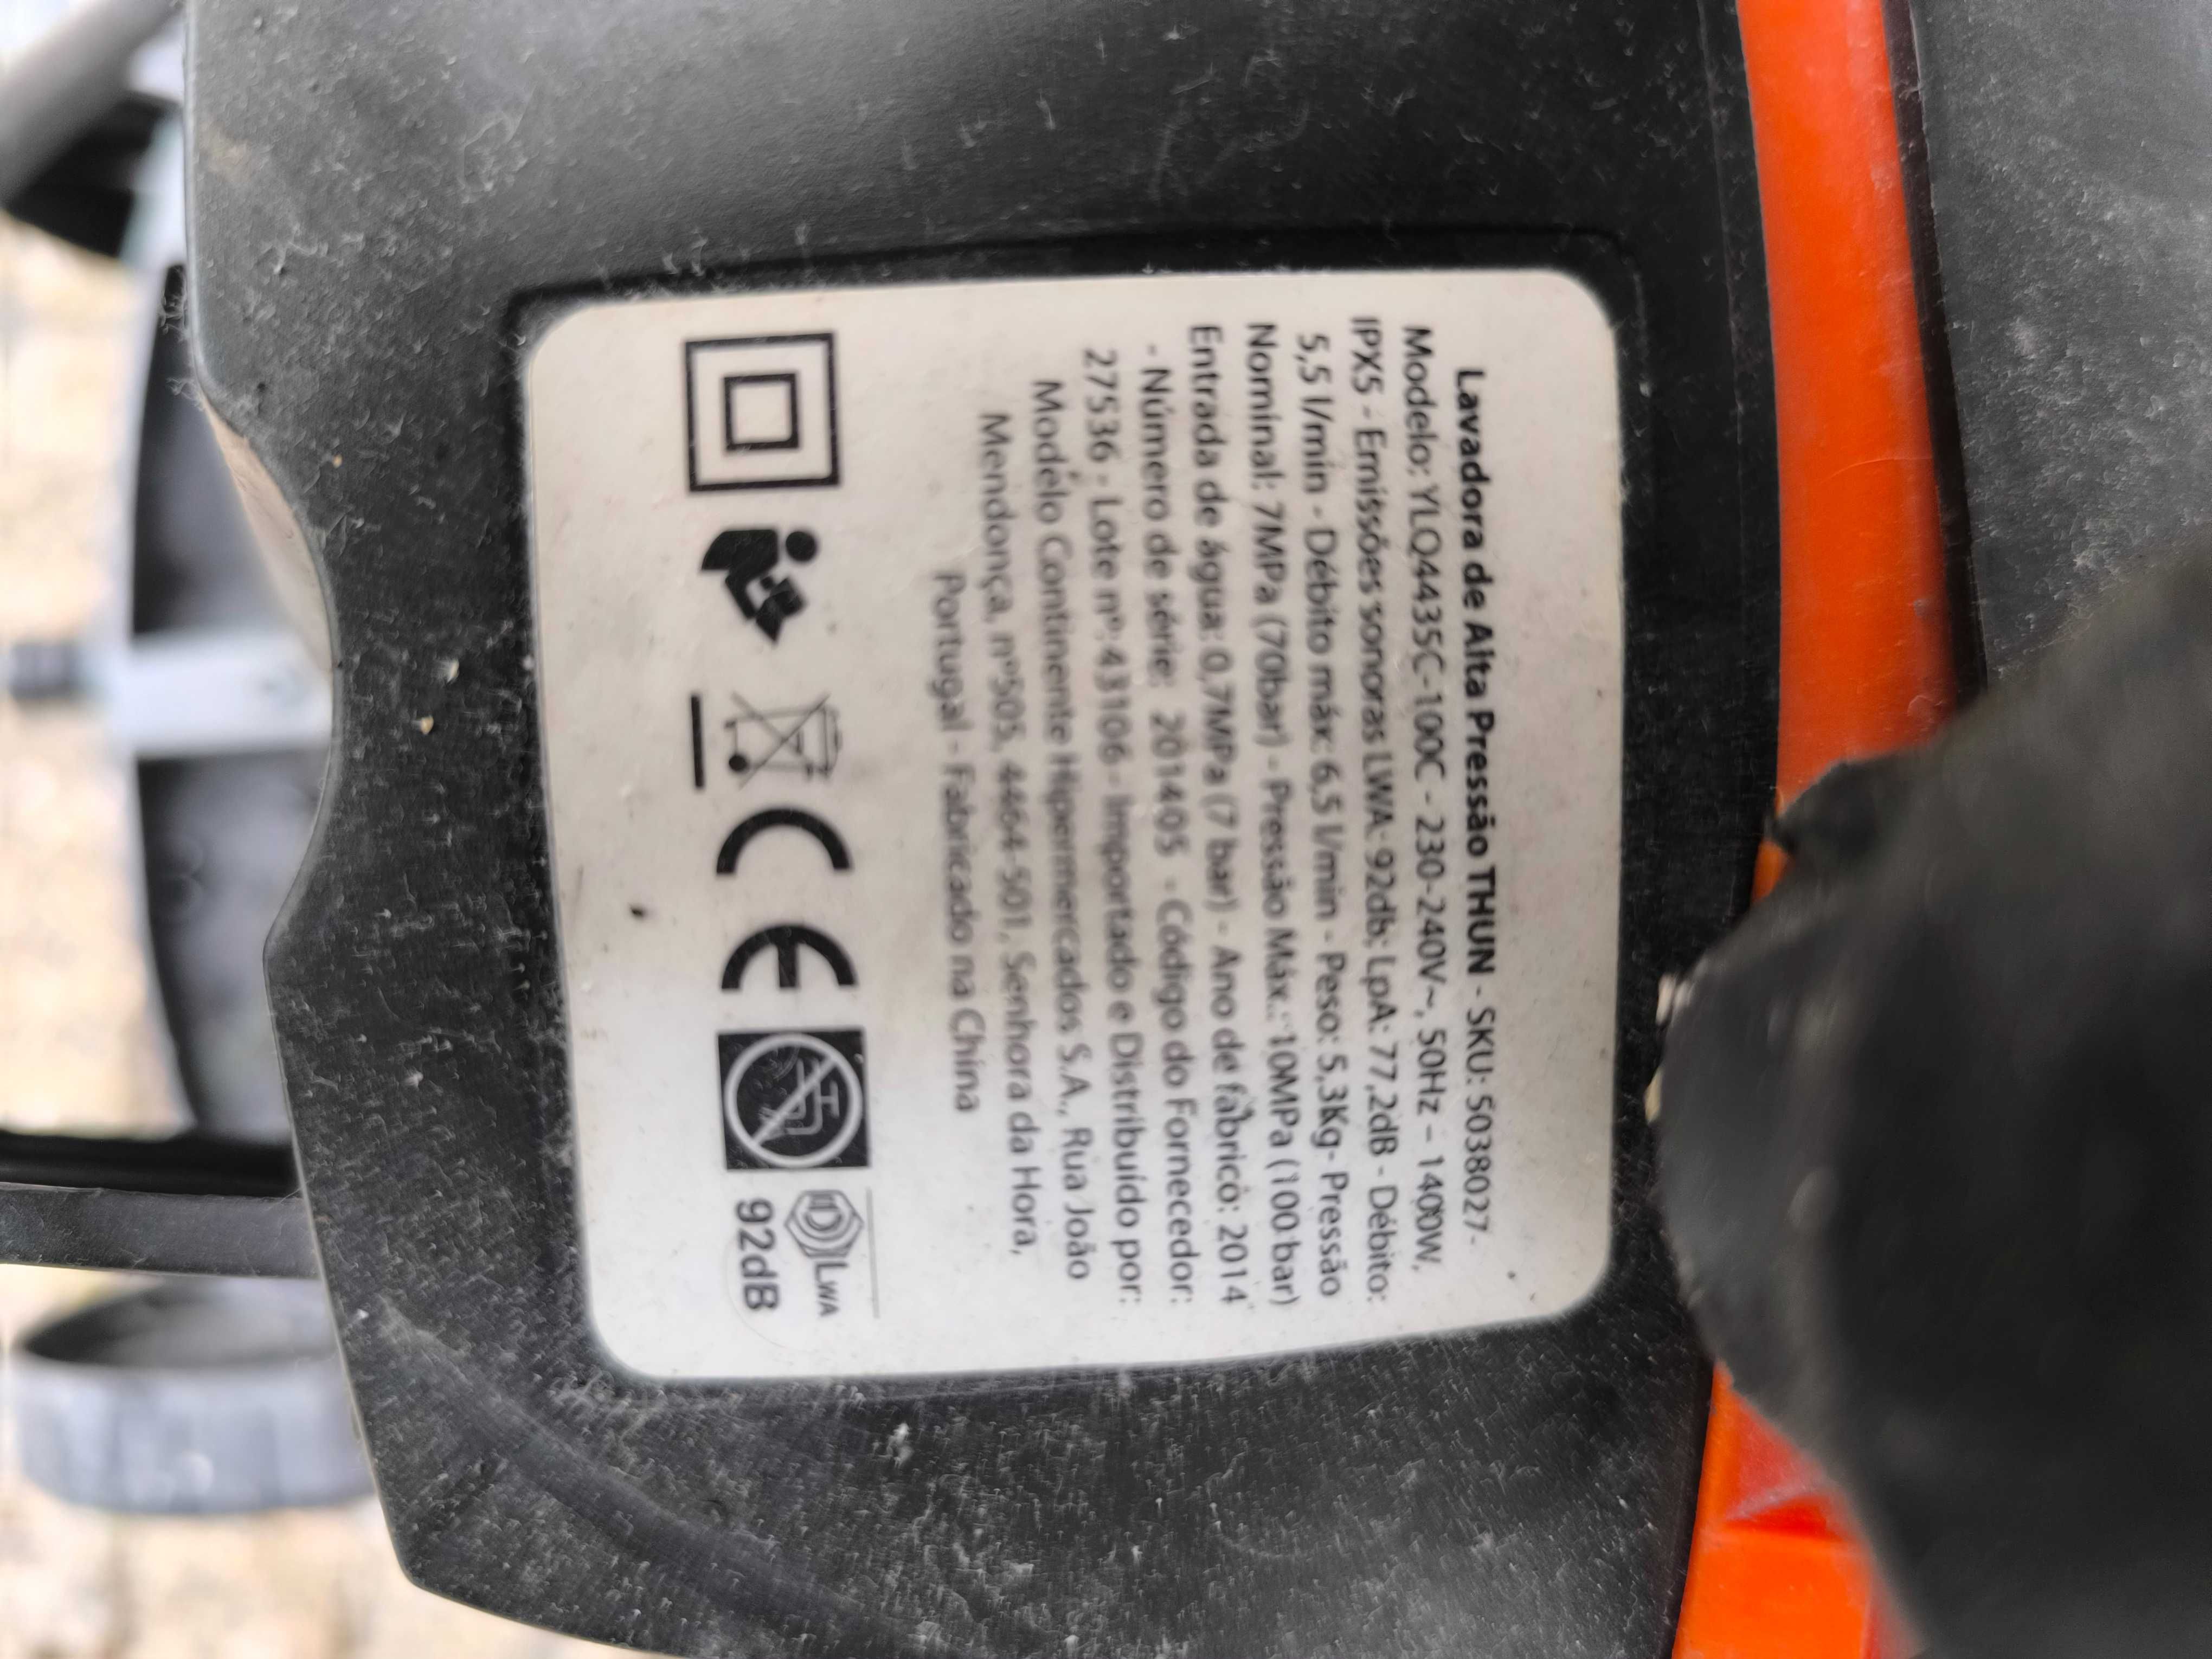 Lavadora de Alta Pressão THUN - SKU: 5038027-
Modelo: YLQ4435C-100C - 230-240V~, 50Hz – 1400W,
IPX5 - Emissões sonoras LWA: 92db; LpA: 77,2dB - Débito:
5,5 l/min - Débito máx: 6.5 l/min - Peso: 5,3Kg- Pressão
Nominal: 7MPa (70bar) - Pressão Máx.: 10MPa (100 bar)
Entrada de água: 0,7MPa (7 bar) - Ano de fabrico: 2014
- Número de série: 201405 - Código do Fornecedor:
27536 - Lote nº: 43106 - Importado e Distribuído por:
Modelo Continente Hipermercados S.A., Rua João
Mendonça, nº505, 4464-501, Senhora da Hora,
Portugal - Fabricado na China
CE
LWA
92dB